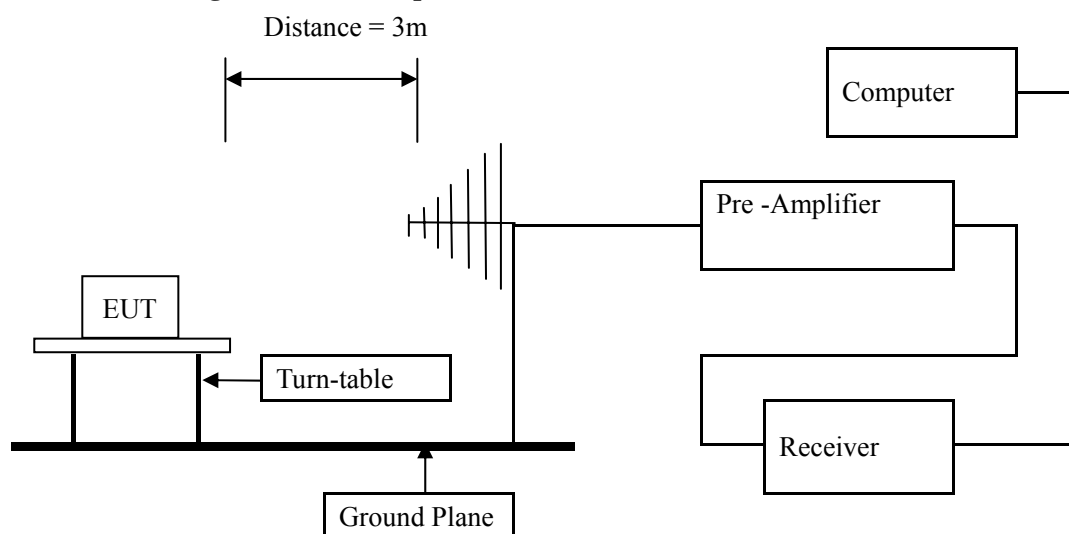 Distance = 3m
Computer
Pre -Amplifier
EUT
Turn-table
Receiver
Ground Plane